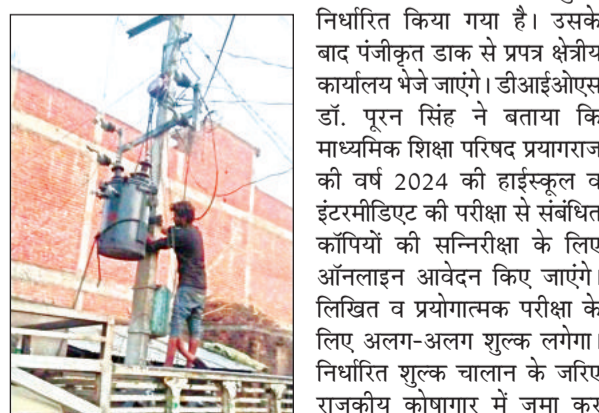 निर्धारित किया गया है। उसके
बाद पंजीकृत डाक से प्रपत्र क्षेत्रीय
कार्यालय भेजे जाएंगे। डीआईओएस
डॉ. पूरन सिंह ने बताया कि
माध्यमिक शिक्षा परिषद प्रयागराज
की वर्ष 2024 की हाईस्कूल व
इंटरमीडिएट की परीक्षा से संबंधित
कॉपियों की सन्निरीक्षा के लिए
ऑनलाइन आवेदन किए जाएंगे।
लिखित व प्रयोगात्मक परीक्षा के
लिए अलग-अलग शुल्क लगेगा।
निर्धारित शुल्क चालान के जरिए
राजकीय कोषागार में जमा कर